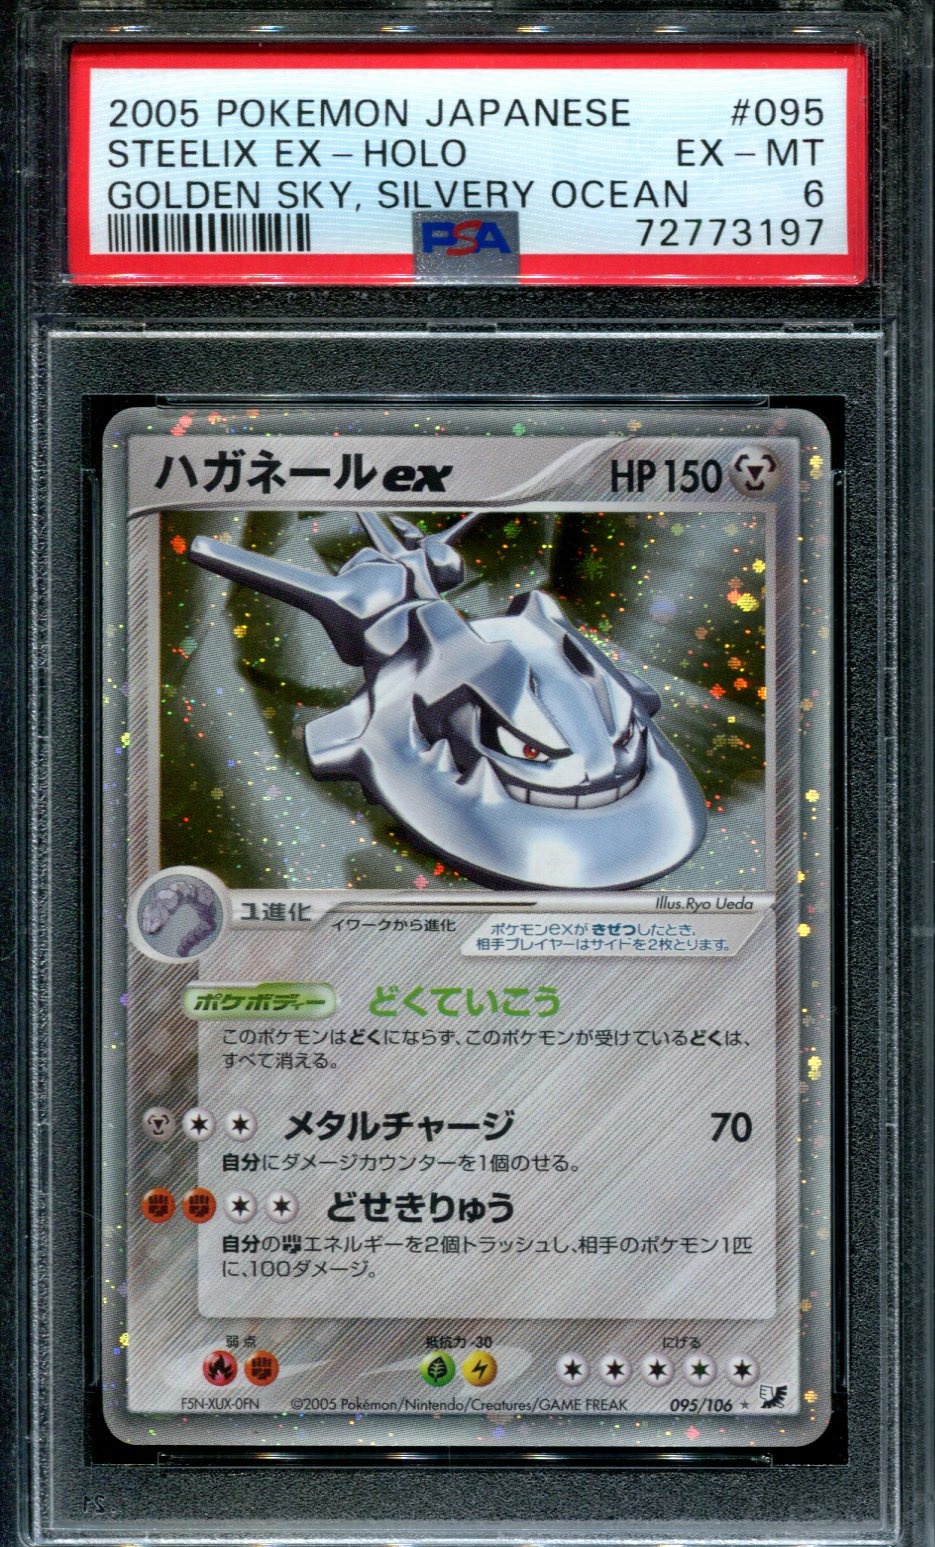 2005 POKEMON JAPANESE #095
STEELIX EX-HOLO EX-MT
GOLDEN SKY, SILVERY OCEAN 6
PSA 72773197
ハガネールex HP150
Illus.Ryo Ueda
1進化 イワークから進化
ポケモンexがきぜつしたとき、
相手プレイヤーはサイドを2枚とります。
ポケボディー どくていこう
このポケモンはどくにならず、このポケモンが受けているどくは、
すべて消える。
メタルチャージ 70
自分にダメージカウンターを1個のせる。
どせきりゅう
自分のエネルギーを2個トラッシュし、相手のポケモン1匹
に、100ダメージ。
弱点 抵抗力 -30 にげる
F5N-XUX-0FN ©2005 Pokémon/Nintendo/Creatures/GAME FREAK 095/106 ★
21